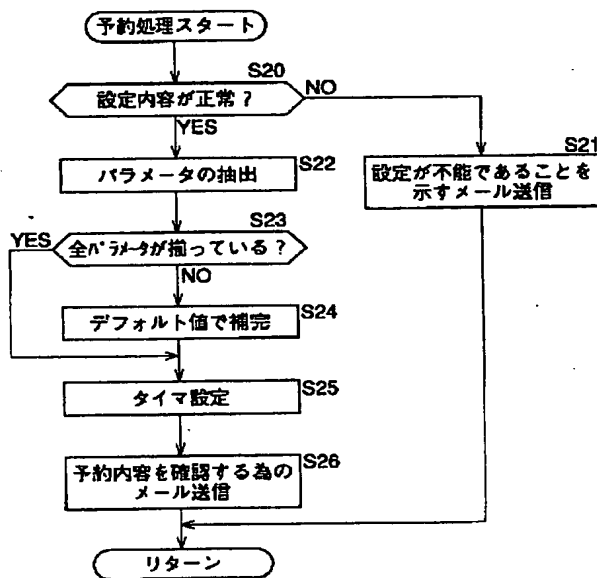 予約処理スタート
S20
設定内容が正常？
NO
YES
S21
設定が不能であることを
示すメール送信
S22
パラメータの抽出
S23
YES
全パラメータが揃っている？
NO
S24
デフォルト値で補完
S25
タイマ設定
S26
予約内容を確認する為の
メール送信
リターン